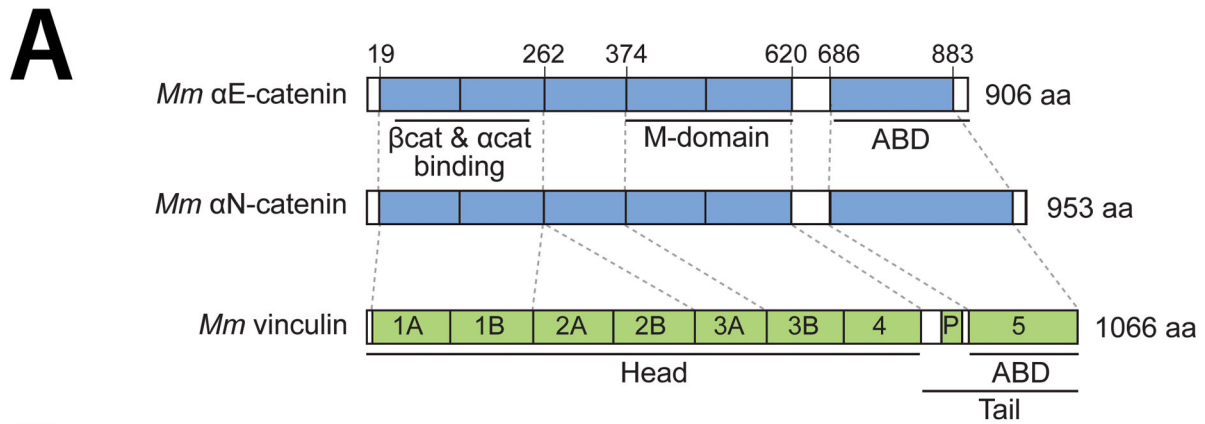 A
19 262 374 620 686 883
Mm αE-catenin 906 aa
βcat & αcat
binding
M-domain
ABD
Mm αN-catenin 953 aa
Mm vinculin 1A 1B 2A 2B 3A 3B 4 P 5 1066 aa
Head
ABD
Tail